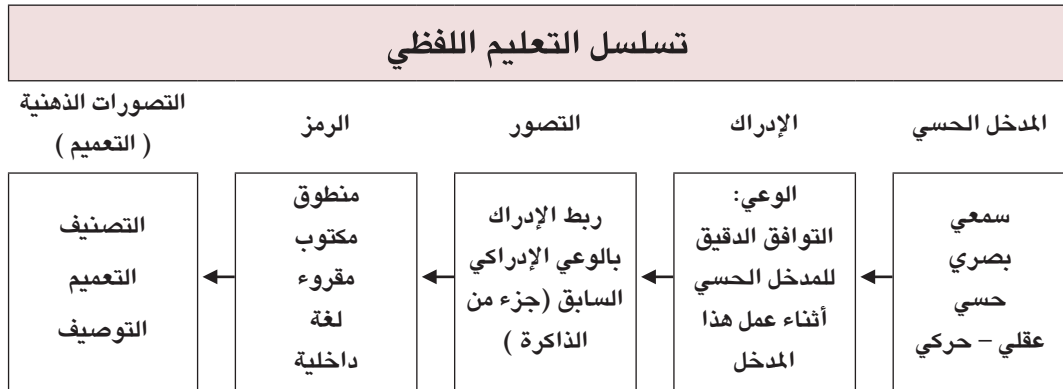 تسلسل التعليم اللفظي
المدخل الحسي
سمعي
بصري
حسي
عقلي – حركي
الإدراك
الوعي:
التوافق الدقيق
للمدخل الحسي
أثناء عمل هذا
المدخل
التصور
ربط الإدراك
بالوعي الإدراكي
السابق (جزء من
الذاكرة )
الرمز
منطوق
مكتوب
مقروء
لغة
داخلية
التصورات الذهنية
( التعميم )
التصنيف
التعميم
التوصيف